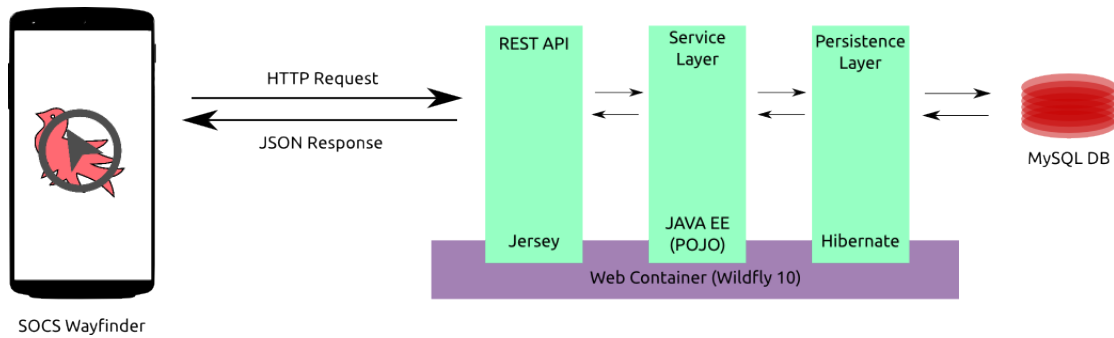 HTTP Request
JSON Response
SOCS Wayfinder
REST API
Jersey
Service
Layer
JAVA EE
(POJO)
Persistence
Layer
Hibernate
Web Container (Wildfly 10)
MySQL DB